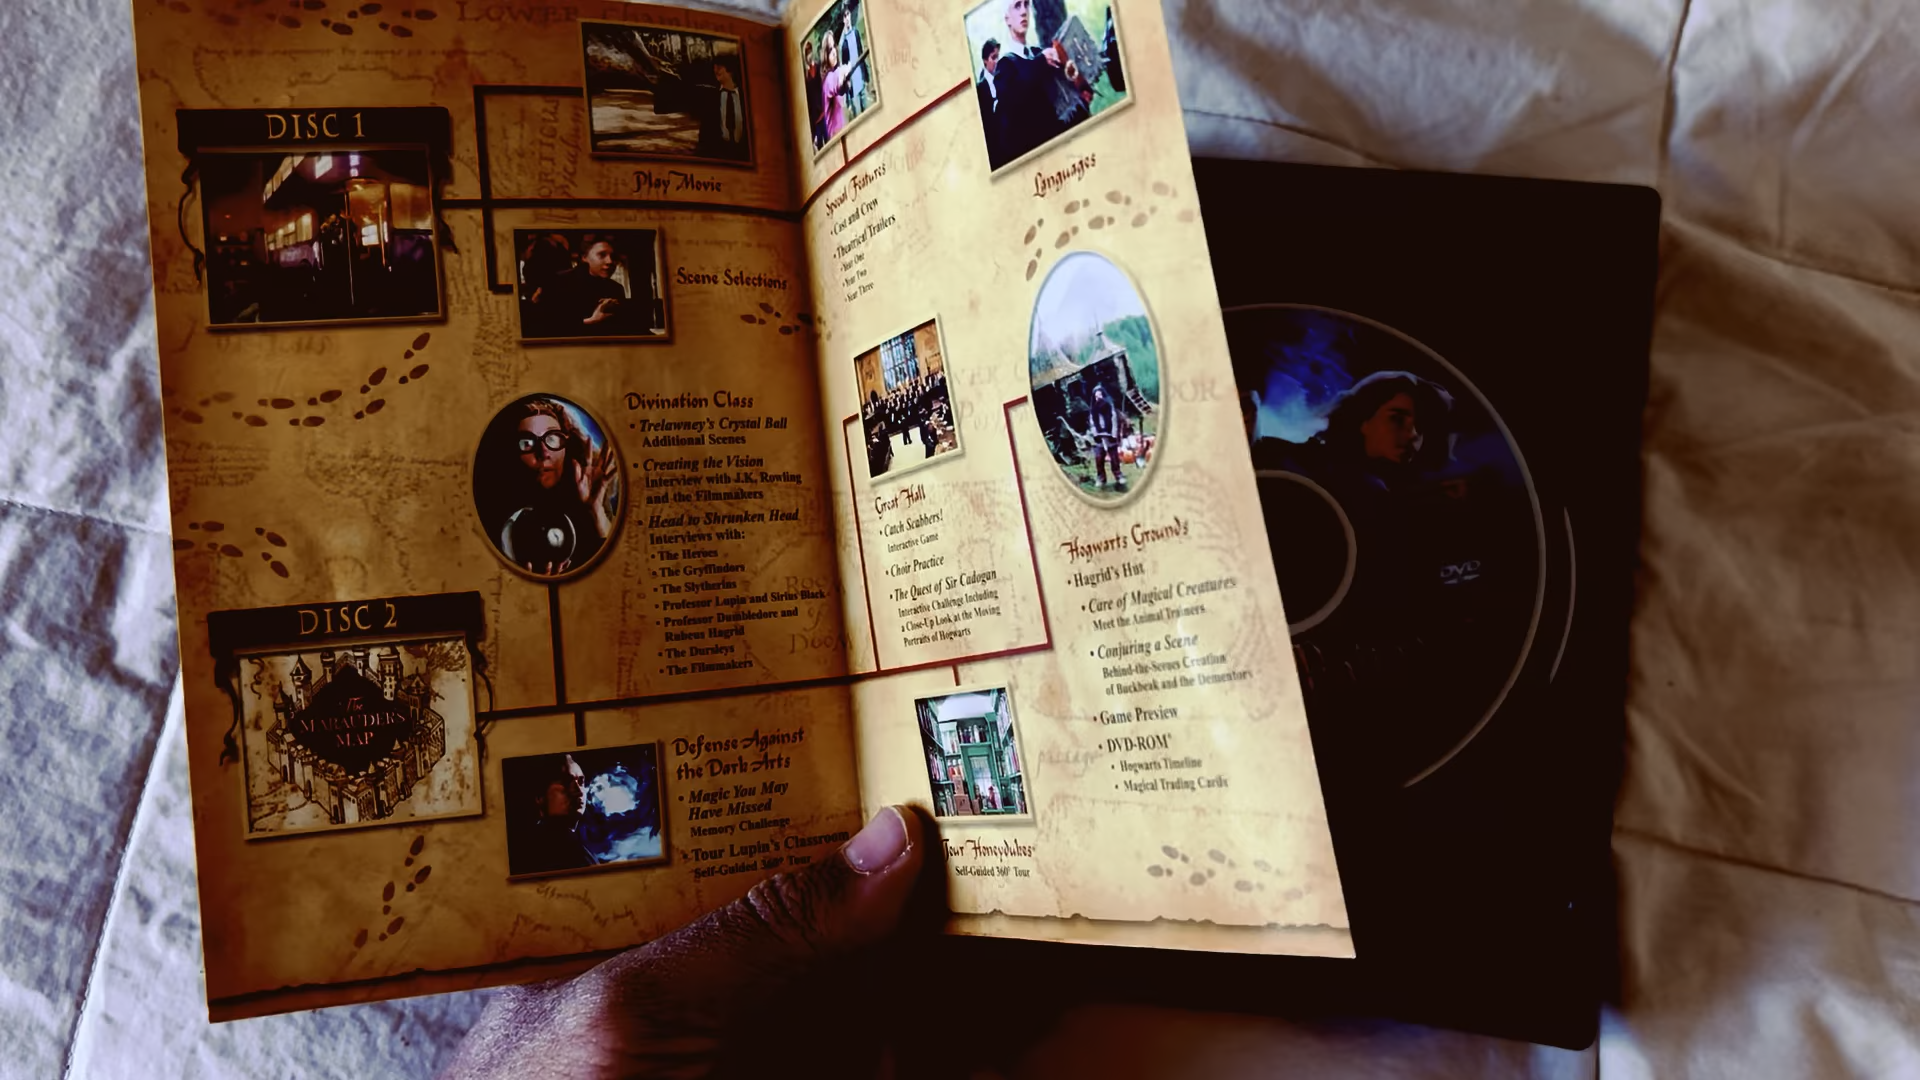 LOWER Chambers
DISC 1
Play Movie
Scene Selections
Divination Class
• Trelawney's Crystal Ball
Additional Scenes
• Creating the Vision
Interview with J.K. Rowling
and the Filmmakers
• Head to Shrunken Head
Interviews with:
• The Heroes
• The Gryffindors
• The Slytherins
• Professor Lupin and Sirius Black
• Professor Dumbledore and
Rubeus Hagrid
• The Dursleys
• The Filmmakers
DISC 2
The
MARAUDER'S
MAP
Defense Against
the Dark Arts
• Magic You May
Have Missed
Memory Challenge
• Tour Lupin's Classroom
Self-Guided 360° Tour
Special Features
• Cast and Crew
• Theatrical Trailers
• Year One
• Year Two
• Year Three
Languages
Great Hall
• Catch Scabbers!
Interactive Game
• Choir Practice
• The Quest of Sir Cadogan
Interactive Challenge Including
a Close-Up Look at the Moving
Portraits of Hogwarts
Tour Honeydukes
Self-Guided 360° Tour
Hogwarts Grounds
• Hagrid's Hut
• Care of Magical Creatures
Meet the Animal Trainers
• Conjuring a Scene
Behind-the-Scenes Creation
of Buckbeak and the Dementors
• Game Preview
• DVD-ROM*
• Hogwarts Timeline
• Magical Trading Cards
DVD